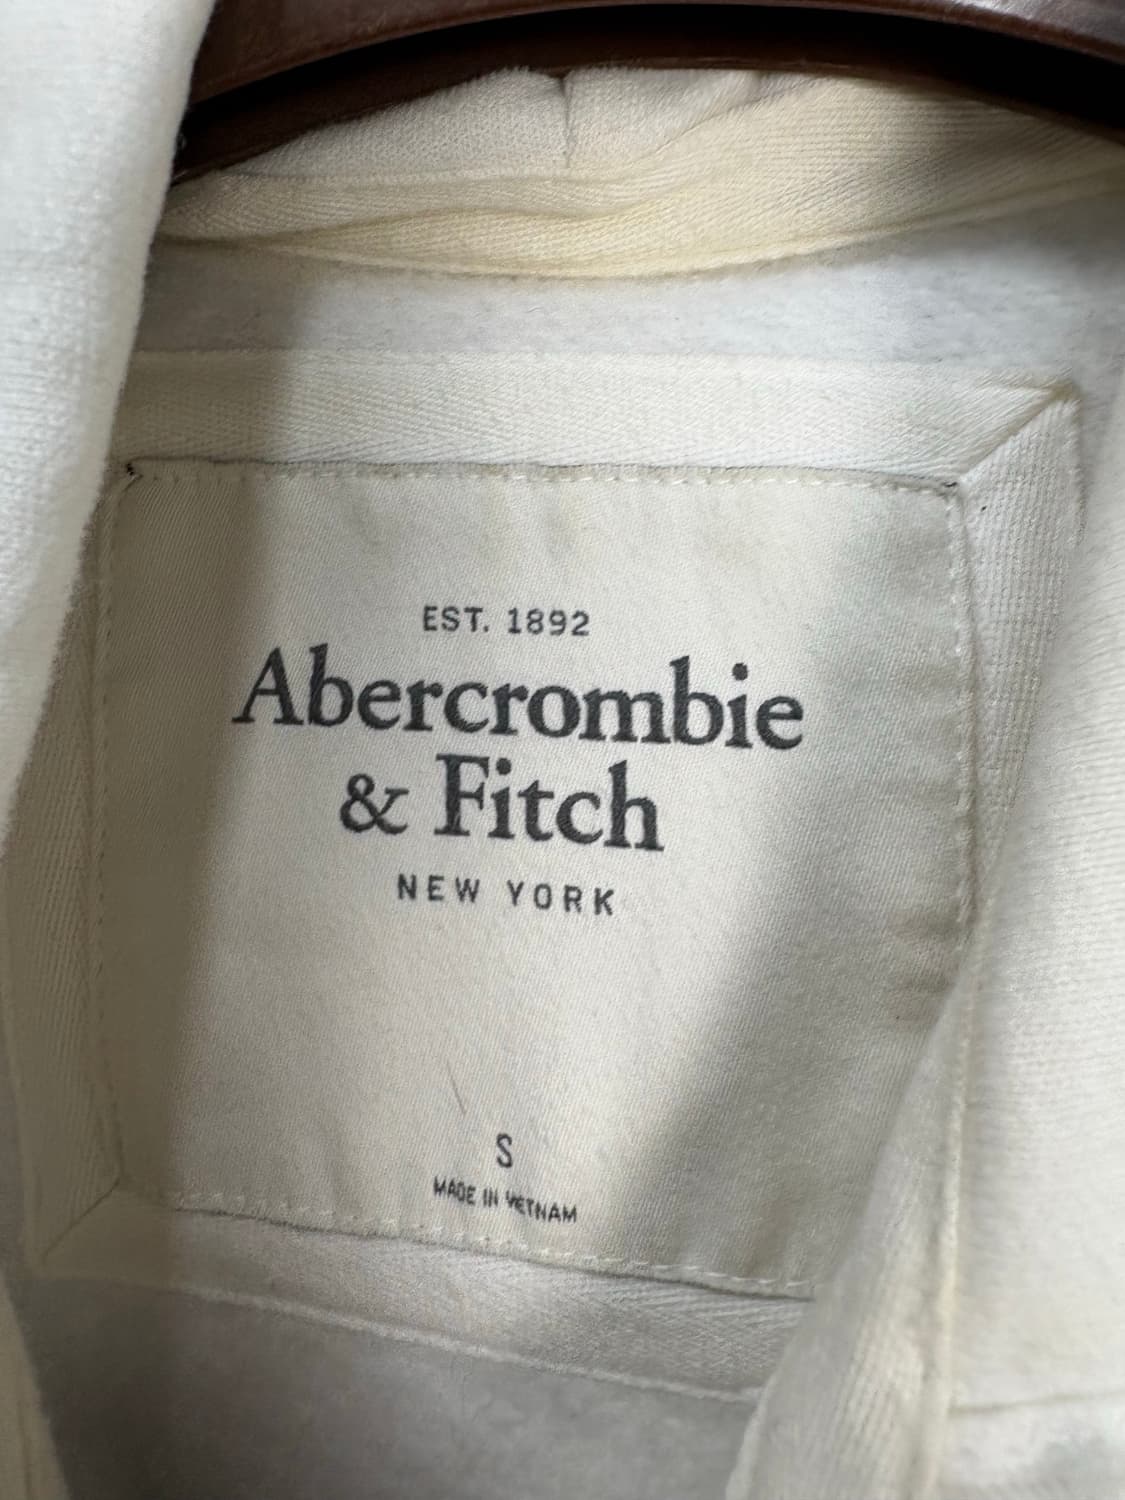 EST. 1892
Abercrombie
& Fitch
NEW YORK
S
MADE IN VIETNAM